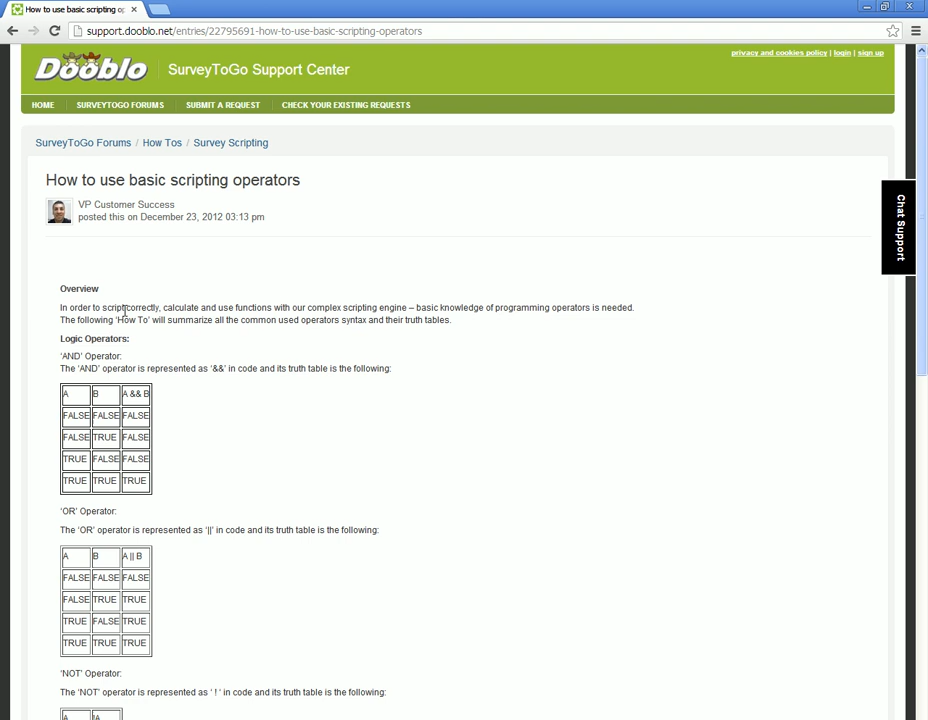 How to use basic scripting op
support.dooblo.net/entries/22795691-how-to-use-basic-scripting-operators
privacy and cookies policy | login | sign up
Dooblo
SurveyToGo Support Center
HOME SURVEYTOGO FORUMS SUBMIT A REQUEST CHECK YOUR EXISTING REQUESTS
SurveyToGo Forums / How Tos / Survey Scripting
How to use basic scripting operators
VP Customer Success
posted this on December 23, 2012 03:13 pm
Chat Support
Overview
In order to script correctly, calculate and use functions with our complex scripting engine – basic knowledge of programming operators is needed.
The following 'How To' will summarize all the common used operators syntax and their truth tables.
Logic Operators:
'AND' Operator:
The 'AND' operator is represented as '&&' in code and its truth table is the following:
A B A && B
FALSE FALSE FALSE
FALSE TRUE FALSE
TRUE FALSE FALSE
TRUE TRUE TRUE
'OR' Operator:
The 'OR' operator is represented as '||' in code and its truth table is the following:
A B A || B
FALSE FALSE FALSE
FALSE TRUE TRUE
TRUE FALSE TRUE
TRUE TRUE TRUE
'NOT' Operator:
The 'NOT' operator is represented as ' ! ' in code and its truth table is the following:
A !A